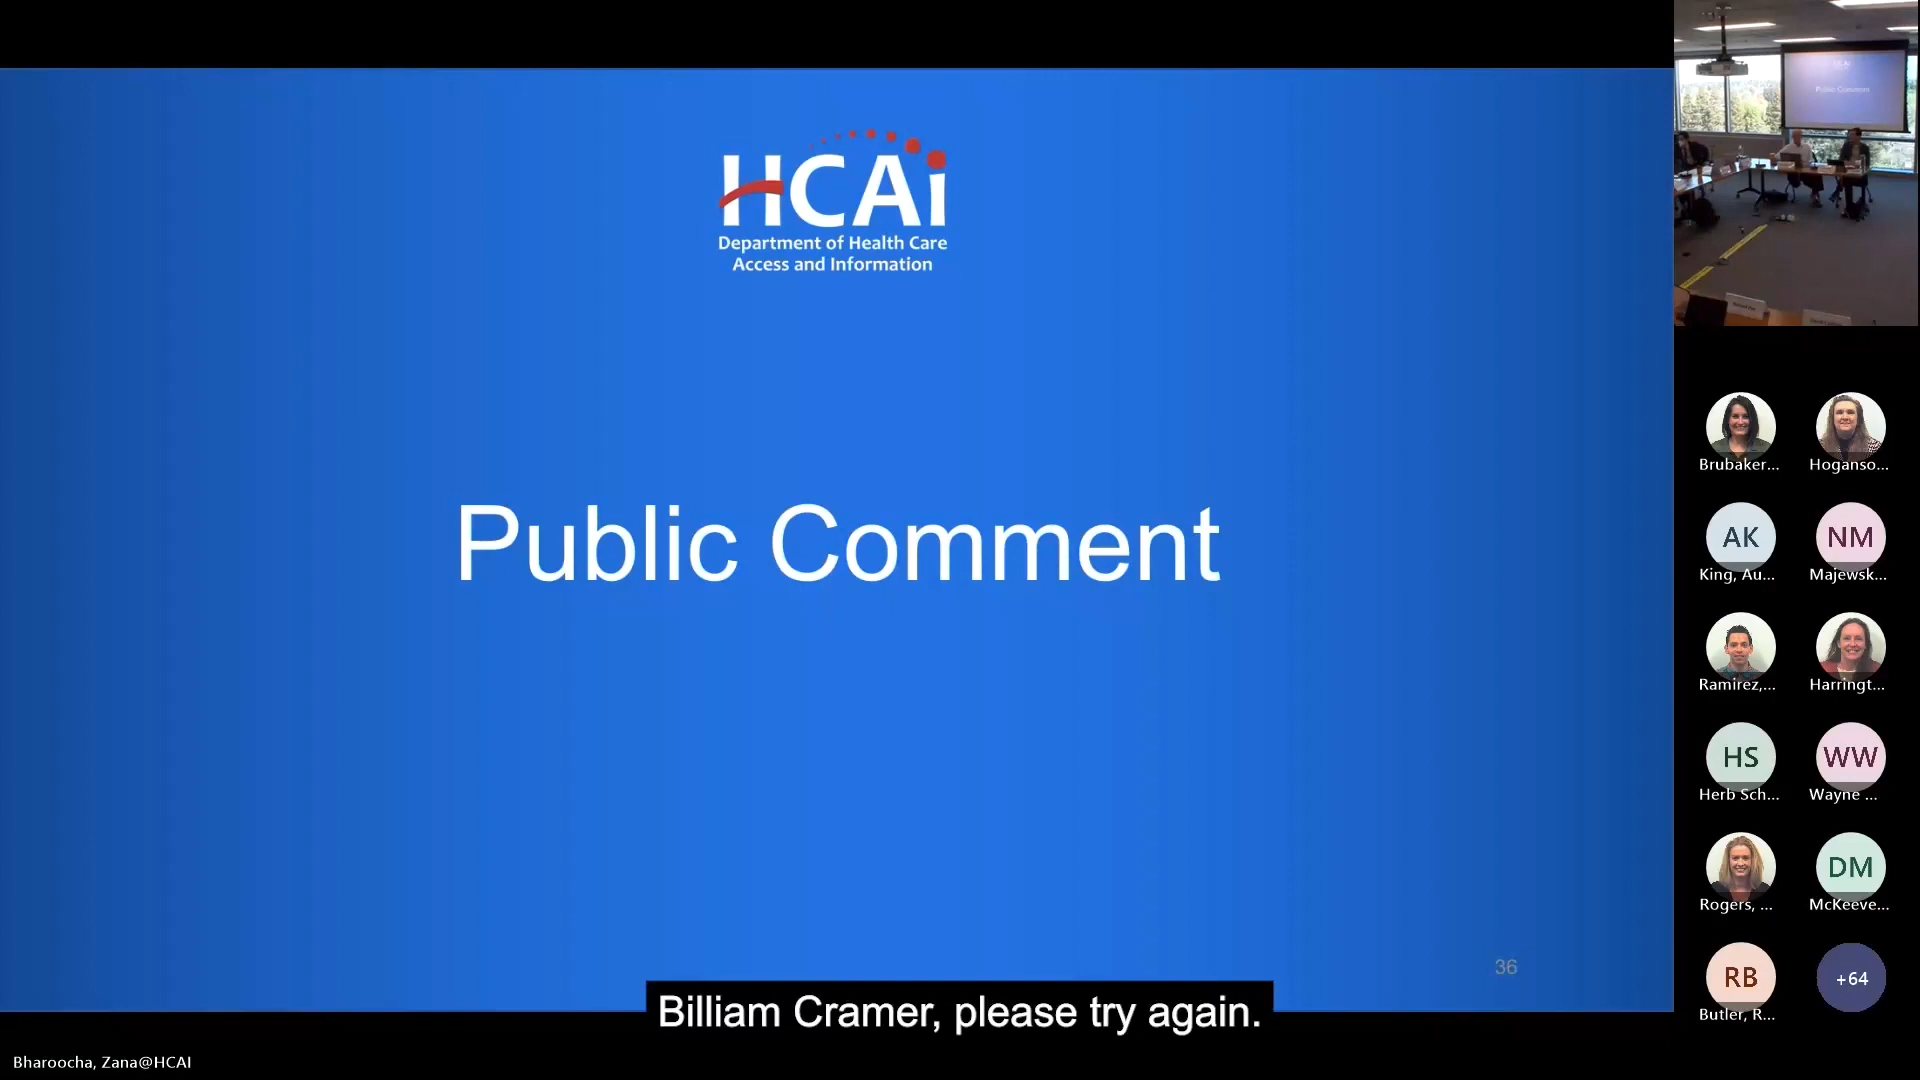 HCAi
Department of Health Care
Access and Information
Public Comment
36
Billiam Cramer, please try again.
Bharoocha, Zana@HCAI
Public Comment
Brubaker...
Hoganso...
AK
King, Au...
NM
Majewsk...
Ramirez,...
Harringt...
HS
Herb Sch...
WW
Wayne ...
Rogers, ...
DM
McKeeve...
RB
Butler, R...
+64